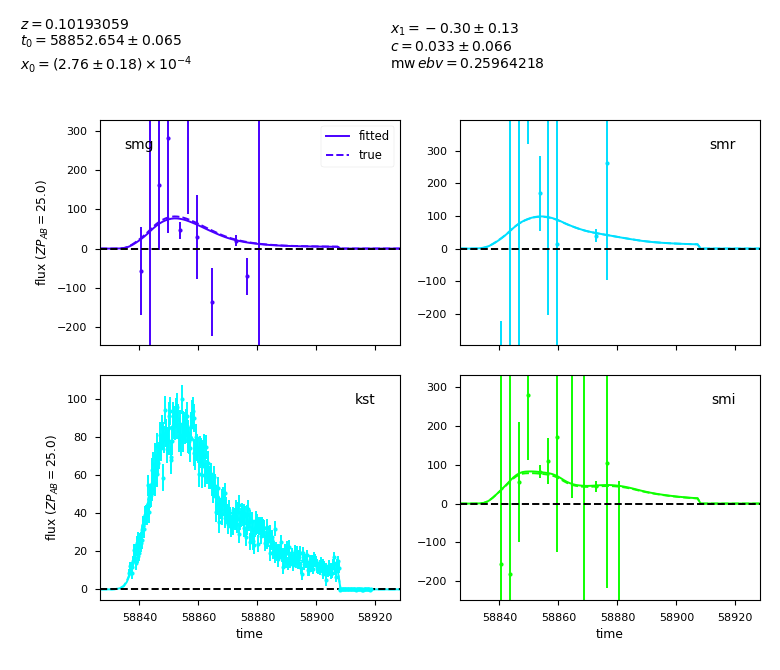 z = 0.10193059
t₀ = 58852.654 ± 0.065
x₀ = (2.76 ± 0.18) × 10⁻⁴
x₁ = −0.30 ± 0.13
c = 0.033 ± 0.066
mw ebv = 0.25964218
smg
fitted
true
300
200
100
0
−100
−200
flux (ZP_AB = 25.0)
smr
300
200
100
0
−100
−200
kst
100
80
60
40
20
0
flux (ZP_AB = 25.0)
58840 58860 58880 58900 58920
time
smi
300
200
100
0
−100
−200
58840 58860 58880 58900 58920
time